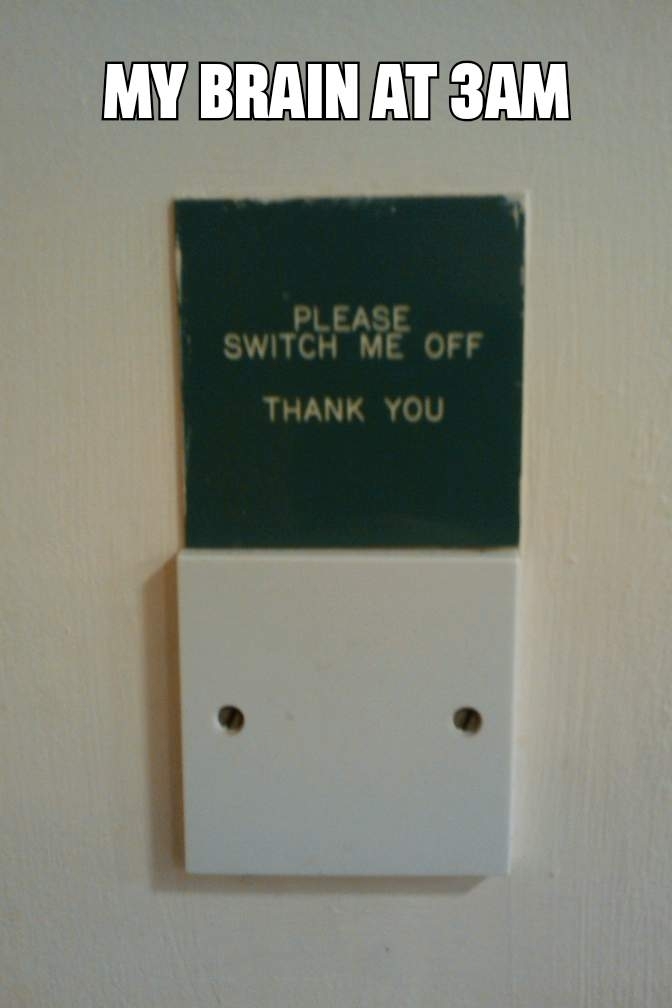 MY BRAIN AT 3AM
PLEASE
SWITCH ME OFF
THANK YOU